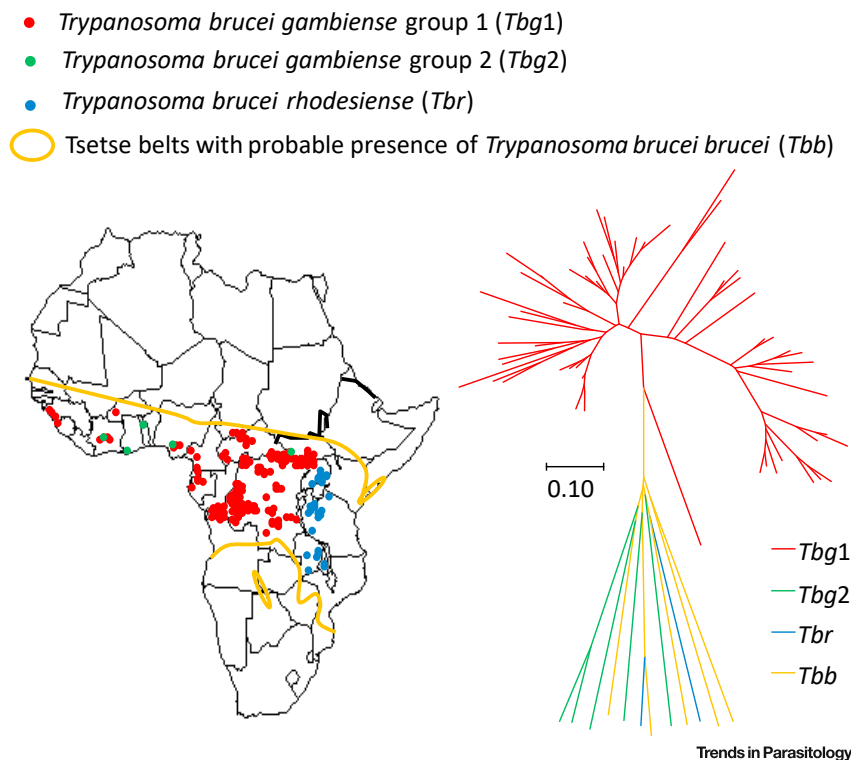 Trypanosoma brucei gambiense group 1 (Tbg1)
Trypanosoma brucei gambiense group 2 (Tbg2)
Trypanosoma brucei rhodesiense (Tbr)
Tsetse belts with probable presence of Trypanosoma brucei brucei (Tbb)
0.10
Tbg1
Tbg2
Tbr
Tbb
Trends in Parasitology